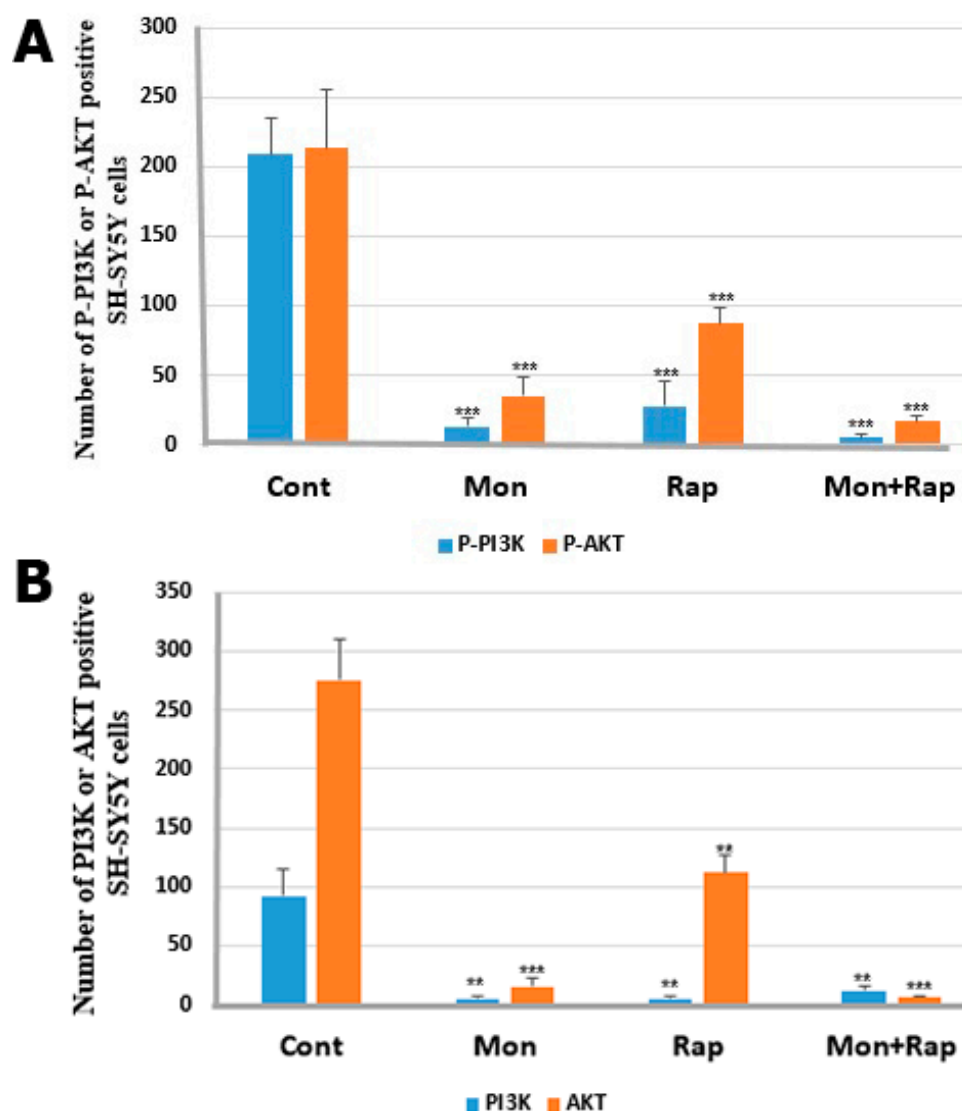 A
Number of P-PI3K or P-AKT positive
SH-SY5Y cells
300
250
200
150
100
50
0
***
***
***
***
***
***
Cont Mon Rap Mon+Rap
P-PI3K P-AKT
B
Number of PI3K or AKT positive
SH-SY5Y cells
350
300
250
200
150
100
50
0
**
***
**
**
**
***
Cont Mon Rap Mon+Rap
PI3K AKT